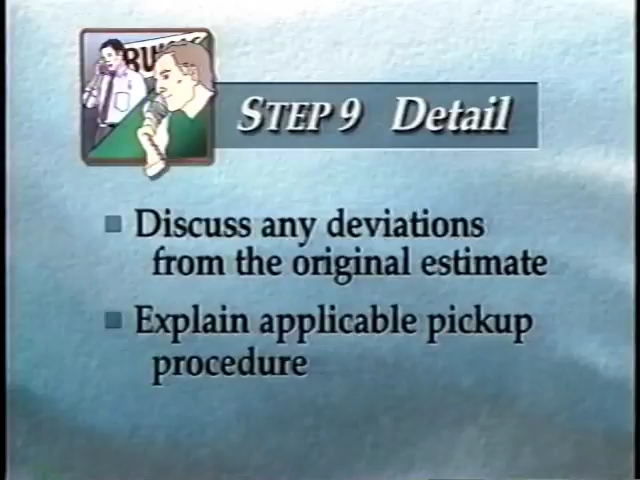 STEP 9 Detail
Discuss any deviations
from the original estimate
Explain applicable pickup
procedure